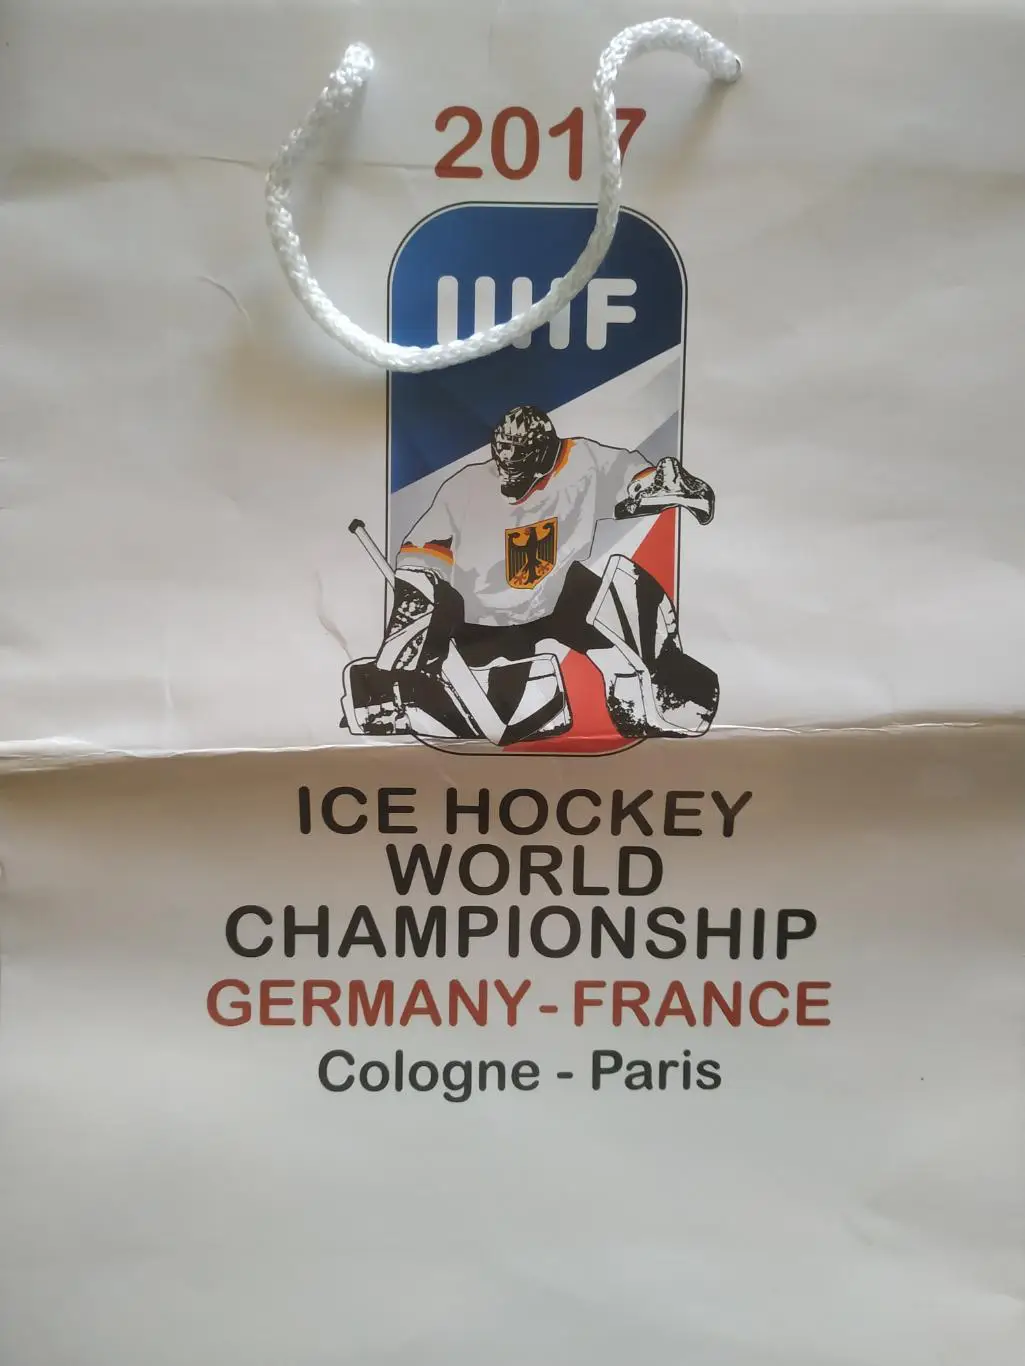 2017
IIHF
ICE HOCKEY
WORLD
CHAMPIONSHIP
GERMANY-FRANCE
Cologne - Paris